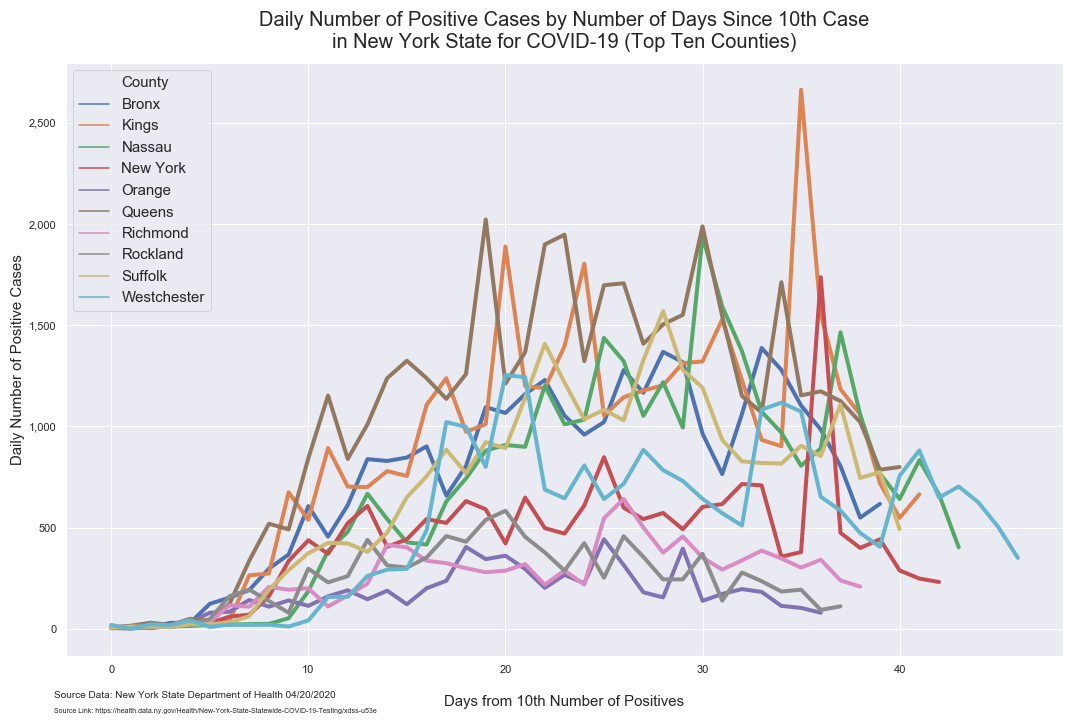 Daily Number of Positive Cases by Number of Days Since 10th Case
in New York State for COVID-19 (Top Ten Counties)
County
Bronx
Kings
Nassau
New York
Orange
Queens
Richmond
Rockland
Suffolk
Westchester
Daily Number of Positive Cases
2,500
2,000
1,500
1,000
500
0
0 10 20 30 40
Days from 10th Number of Positives
Source Data: New York State Department of Health 04/20/2020
Source Link: https://health.data.ny.gov/Health/New-York-State-Statewide-COVID-19-Testing/xdss-u53e